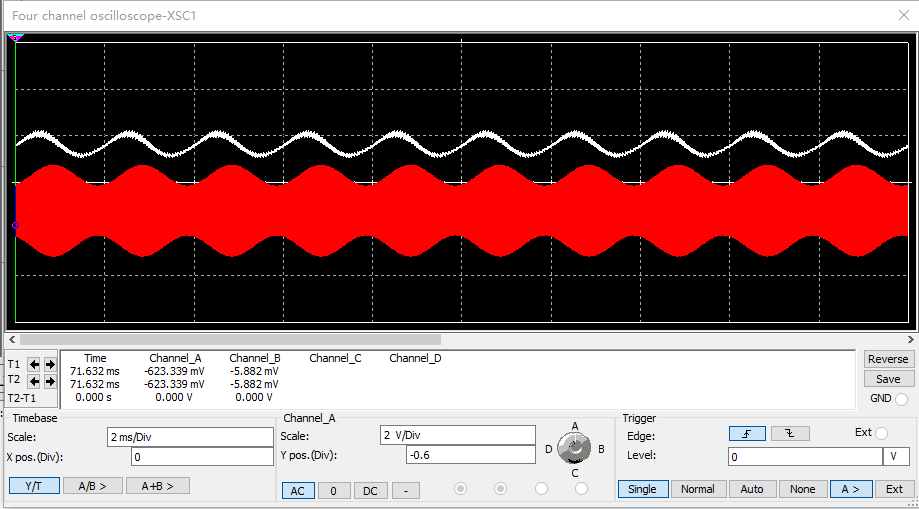 Four channel oscilloscope-XSC1
Time Channel_A Channel_B Channel_C Channel_D
T1 71.632 ms -623.339 mV -5.882 mV
T2 71.632 ms -623.339 mV -5.882 mV
T2-T1 0.000 s 0.000 V 0.000 V
Reverse
Save
GND
Timebase
Scale: 2 ms/Div
X pos.(Div): 0
Y/T A/B > A+B >
Channel_A
Scale: 2 V/Div
Y pos.(Div): -0.6
AC 0 DC -
A
D B
C
Trigger
Edge: Ext
Level: 0 V
Single Normal Auto None A > Ext